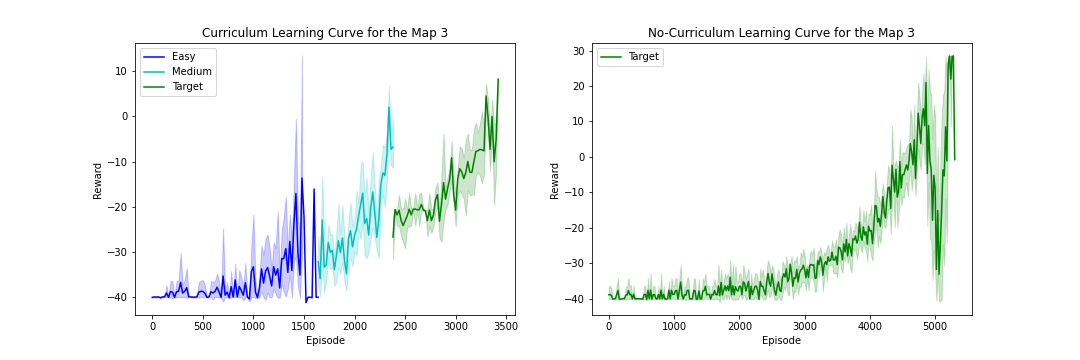 Curriculum Learning Curve for the Map 3
Easy
Medium
Target
10
0
−10
−20
−30
−40
Reward
0
500
1000
1500
2000
2500
3000
3500
Episode
No-Curriculum Learning Curve for the Map 3
Target
30
20
10
0
−10
−20
−30
−40
Reward
0
1000
2000
3000
4000
5000
Episode